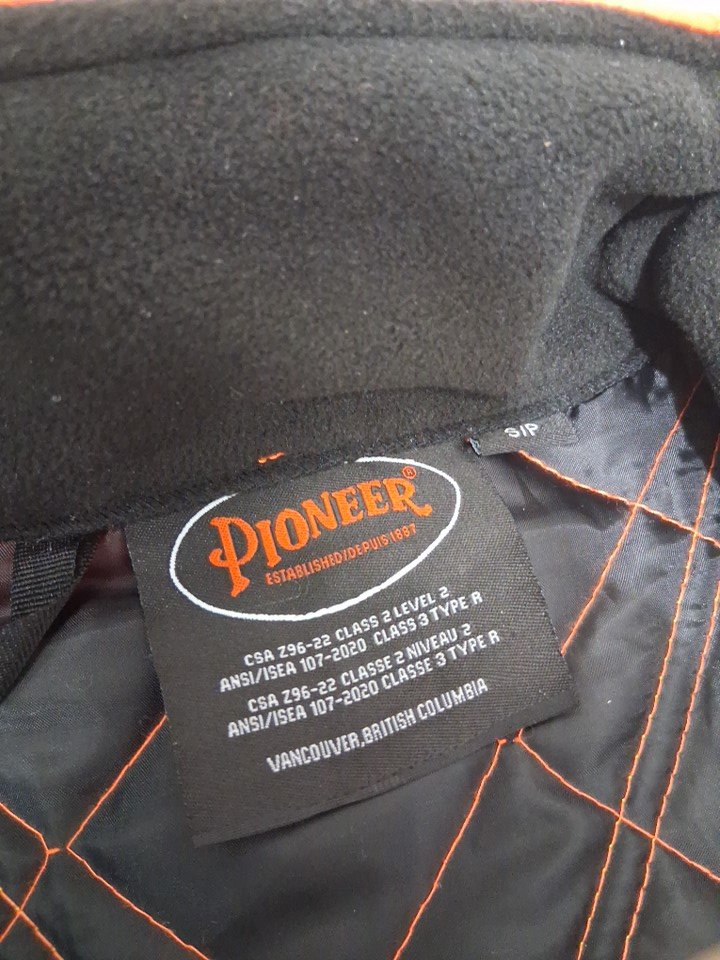 S/P
PIONEER®
ESTABLISHED/DEPUIS 1887
CSA Z96-22 CLASS 2 LEVEL 2
ANSI/ISEA 107-2020 CLASS 3 TYPE R
CSA Z96-22 CLASSE 2 NIVEAU 2
ANSI/ISEA 107-2020 CLASSE 3 TYPE R
VANCOUVER, BRITISH COLUMBIA